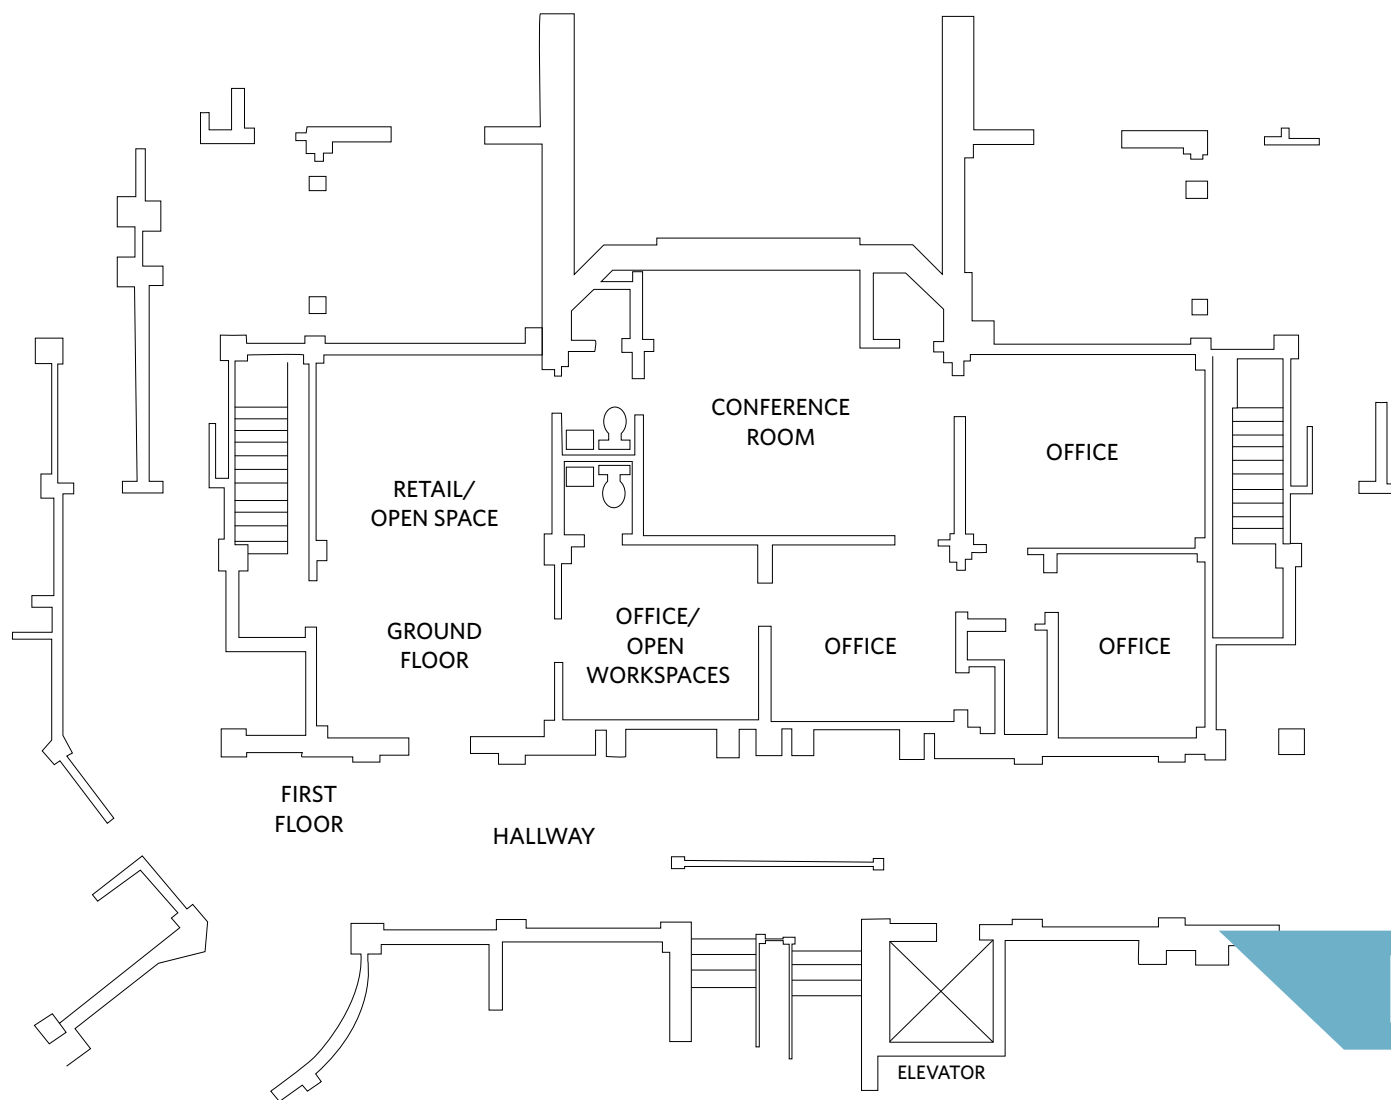 CONFERENCE
ROOM
OFFICE
RETAIL/
OPEN SPACE
GROUND
FLOOR
OFFICE/
OPEN
WORKSPACES
OFFICE
OFFICE
FIRST
FLOOR
HALLWAY
ELEVATOR